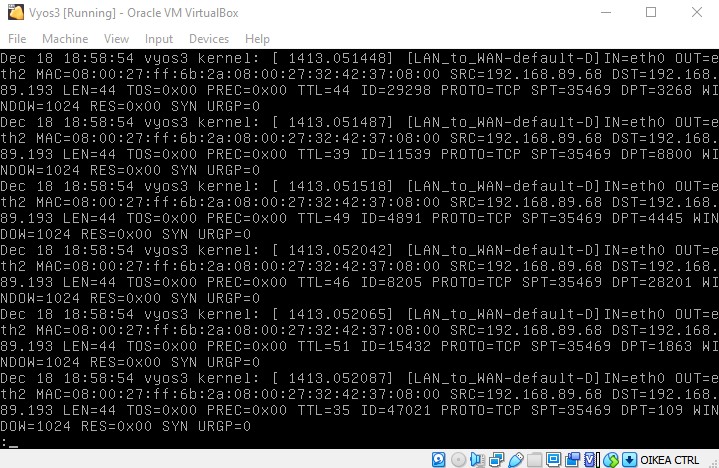 Vyos3 [Running] - Oracle VM VirtualBox
File Machine View Input Devices Help
Dec 18 18:58:54 vyos3 kernel: [ 1413.051448] [LAN_to_WAN-default-D]IN=eth0 OUT=e
th2 MAC=08:00:27:ff:6b:2a:08:00:27:32:42:37:08:00 SRC=192.168.89.68 DST=192.168.
89.193 LEN=44 TOS=0x00 PREC=0x00 TTL=44 ID=29298 PROTO=TCP SPT=35469 DPT=3268 WI
NDOW=1024 RES=0x00 SYN URGP=0
Dec 18 18:58:54 vyos3 kernel: [ 1413.051487] [LAN_to_WAN-default-D]IN=eth0 OUT=e
th2 MAC=08:00:27:ff:6b:2a:08:00:27:32:42:37:08:00 SRC=192.168.89.68 DST=192.168.
89.193 LEN=44 TOS=0x00 PREC=0x00 TTL=39 ID=11539 PROTO=TCP SPT=35469 DPT=8800 WI
NDOW=1024 RES=0x00 SYN URGP=0
Dec 18 18:58:54 vyos3 kernel: [ 1413.051518] [LAN_to_WAN-default-D]IN=eth0 OUT=e
th2 MAC=08:00:27:ff:6b:2a:08:00:27:32:42:37:08:00 SRC=192.168.89.68 DST=192.168.
89.193 LEN=44 TOS=0x00 PREC=0x00 TTL=49 ID=4891 PROTO=TCP SPT=35469 DPT=4445 WIN
DOW=1024 RES=0x00 SYN URGP=0
Dec 18 18:58:54 vyos3 kernel: [ 1413.052042] [LAN_to_WAN-default-D]IN=eth0 OUT=e
th2 MAC=08:00:27:ff:6b:2a:08:00:27:32:42:37:08:00 SRC=192.168.89.68 DST=192.168.
89.193 LEN=44 TOS=0x00 PREC=0x00 TTL=46 ID=8205 PROTO=TCP SPT=35469 DPT=28201 WI
NDOW=1024 RES=0x00 SYN URGP=0
Dec 18 18:58:54 vyos3 kernel: [ 1413.052065] [LAN_to_WAN-default-D]IN=eth0 OUT=e
th2 MAC=08:00:27:ff:6b:2a:08:00:27:32:42:37:08:00 SRC=192.168.89.68 DST=192.168.
89.193 LEN=44 TOS=0x00 PREC=0x00 TTL=51 ID=15432 PROTO=TCP SPT=35469 DPT=1863 WI
NDOW=1024 RES=0x00 SYN URGP=0
Dec 18 18:58:54 vyos3 kernel: [ 1413.052087] [LAN_to_WAN-default-D]IN=eth0 OUT=e
th2 MAC=08:00:27:ff:6b:2a:08:00:27:32:42:37:08:00 SRC=192.168.89.68 DST=192.168.
89.193 LEN=44 TOS=0x00 PREC=0x00 TTL=35 ID=47021 PROTO=TCP SPT=35469 DPT=109 WIN
DOW=1024 RES=0x00 SYN URGP=0
:_
OIKEA CTRL